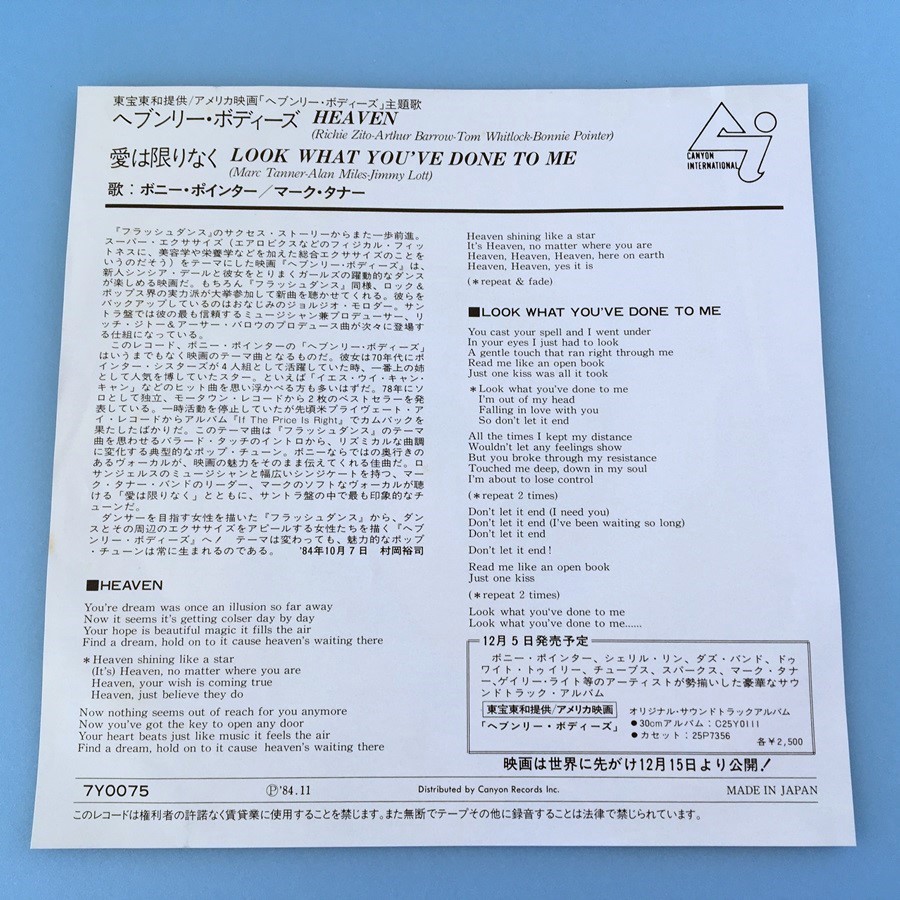 東宝東和提供/アメリカ映画「ヘブンリー・ボディーズ」主題歌
ヘブンリー・ボディーズ HEAVEN
(Richie Zito-Arthur Barrow-Tom Whitlock-Bonnie Pointer)
愛は限りなく LOOK WHAT YOU'VE DONE TO ME
(Marc Tanner-Alan Miles-Jimmy Lott)
歌：ボニー・ポインター／マーク・タナー
CANYON
INTERNATIONAL
『フラッシュダンス』のサクセス・ストーリーからまた一歩前進。
スーパー・エクササイズ（エアロビクスなどのフィジカル・フィッ
トネスに、美容学や栄養学などを加えた総合エクササイズのことを
いうのだそう）をテーマにした映画『ヘブンリー・ボディーズ』は、
新人シンシア・デールと彼女をとりまくガールズの躍動的なダンス
が楽しめる映画だ。もちろん『フラッシュダンス』同様、ロック&
ポップス界の実力派が大挙参加して新曲を聴かせてくれる。彼らを
バックアップしているのはおなじみのジョルジオ・モロダー。サン
トラ盤では彼の最も信頼するミュージシャン兼プロデューサー、リ
ッチ・ジトー&アーサー・バロウのプロデュース曲が次々に登場す
る仕組になっている。
このレコード、ボニー・ポインターの「ヘブンリー・ボディーズ」
はいうまでもなく映画のテーマ曲となるものだ。彼女は70年代にポ
インター・シスターズが4人組として活躍していた時、一番上の姉
として人気を博していたスター。といえば「イエス・ウイ・キャン・
キャン」などのヒット曲を思い浮かべる方も多いはずだ。78年にソ
ロとして独立、モータウン・レコードから2枚のベストセラーを発
表している。一時活動を停止していたが先頃米プライヴェート・ア
イ・レコードからアルバム『If The Price Is Right』でカムバックを
果たしたばかりだ。このテーマ曲は『フラッシュダンス』のテーマ
曲を思わせるバラード・タッチのイントロから、リズミカルな曲調
に変化する典型的なポップ・チューン。ボニーならではの奥行きの
あるヴォーカルが、映画の魅力をそのまま伝えてくれる佳曲だ。ロ
サンジェルスのミュージシャンと幅広いシンジケートを持つ、マー
ク・タナー・バンドのリーダー、マークのソフトなヴォーカルが聴
ける「愛は限りなく」とともに、サントラ盤の中で最も印象的なチ
ューンだ。
ダンサーを目指す女性を描いた『フラッシュダンス』から、ダン
スとその周辺のエクササイズをアピールする女性たちを描く『ヘブ
ンリー・ボディーズ』へ！ テーマは変わっても、魅力的なポップ
・チューンは常に生まれるのである。 '84年10月7日 村岡裕司
■HEAVEN
You're dream was once an illusion so far away
Now it seems it's getting colser day by day
Your hope is beautiful magic it fills the air
Find a dream, hold on to it cause heaven's waiting there
*Heaven shining like a star
(It's) Heaven, no matter where you are
Heaven, your wish is coming true
Heaven, just believe they do
Now nothing seems out of reach for you anymore
Now you've got the key to open any door
Your heart beats just like music it feels the air
Find a dream, hold on to it cause heaven's waiting there
Heaven shining like a star
It's Heaven, no matter where you are
Heaven, Heaven, Heaven, here on earth
Heaven, Heaven, yes it is
(*repeat & fade)
■LOOK WHAT YOU'VE DONE TO ME
You cast your spell and I went under
In your eyes I just had to look
A gentle touch that ran right through me
Read me like an open book
Just one kiss was all it took
*Look what you've done to me
I'm out of my head
Falling in love with you
So don't let it end
All the times I kept my distance
Wouldn't let any feelings show
But you broke through my resistance
Touched me deep, down in my soul
I'm about to lose control
(*repeat 2 times)
Don't let it end (I need you)
Don't let it end (I've been waiting so long)
Don't let it end
Don't let it end!
Read me like an open book
Just one kiss
(*repeat 2 times)
Look what you've done to me
Look what you've done to me......
12月5日発売予定
ボニー・ポインター、シェリル・リン、ダズ・バンド、ドゥ
ワイト・トゥイリー、チューブス、スパークス、マーク・タナ
ー、ゲイリー・ライト等のアーティストが勢揃いした豪華なサウ
ンドトラック・アルバム
東宝東和提供/アメリカ映画 オリジナル・サウンドトラックアルバム
「ヘブンリー・ボディーズ」 ●30cmアルバム：C25Y0111
●カセット：25P7356
各￥2,500
映画は世界に先がけ12月15日より公開！
7Y0075 Ⓟ'84.11 Distributed by Canyon Records Inc. MADE IN JAPAN
このレコードは権利者の許諾なく賃貸業に使用することを禁じます。また無断でテープその他に録音することは法律で禁じられています。